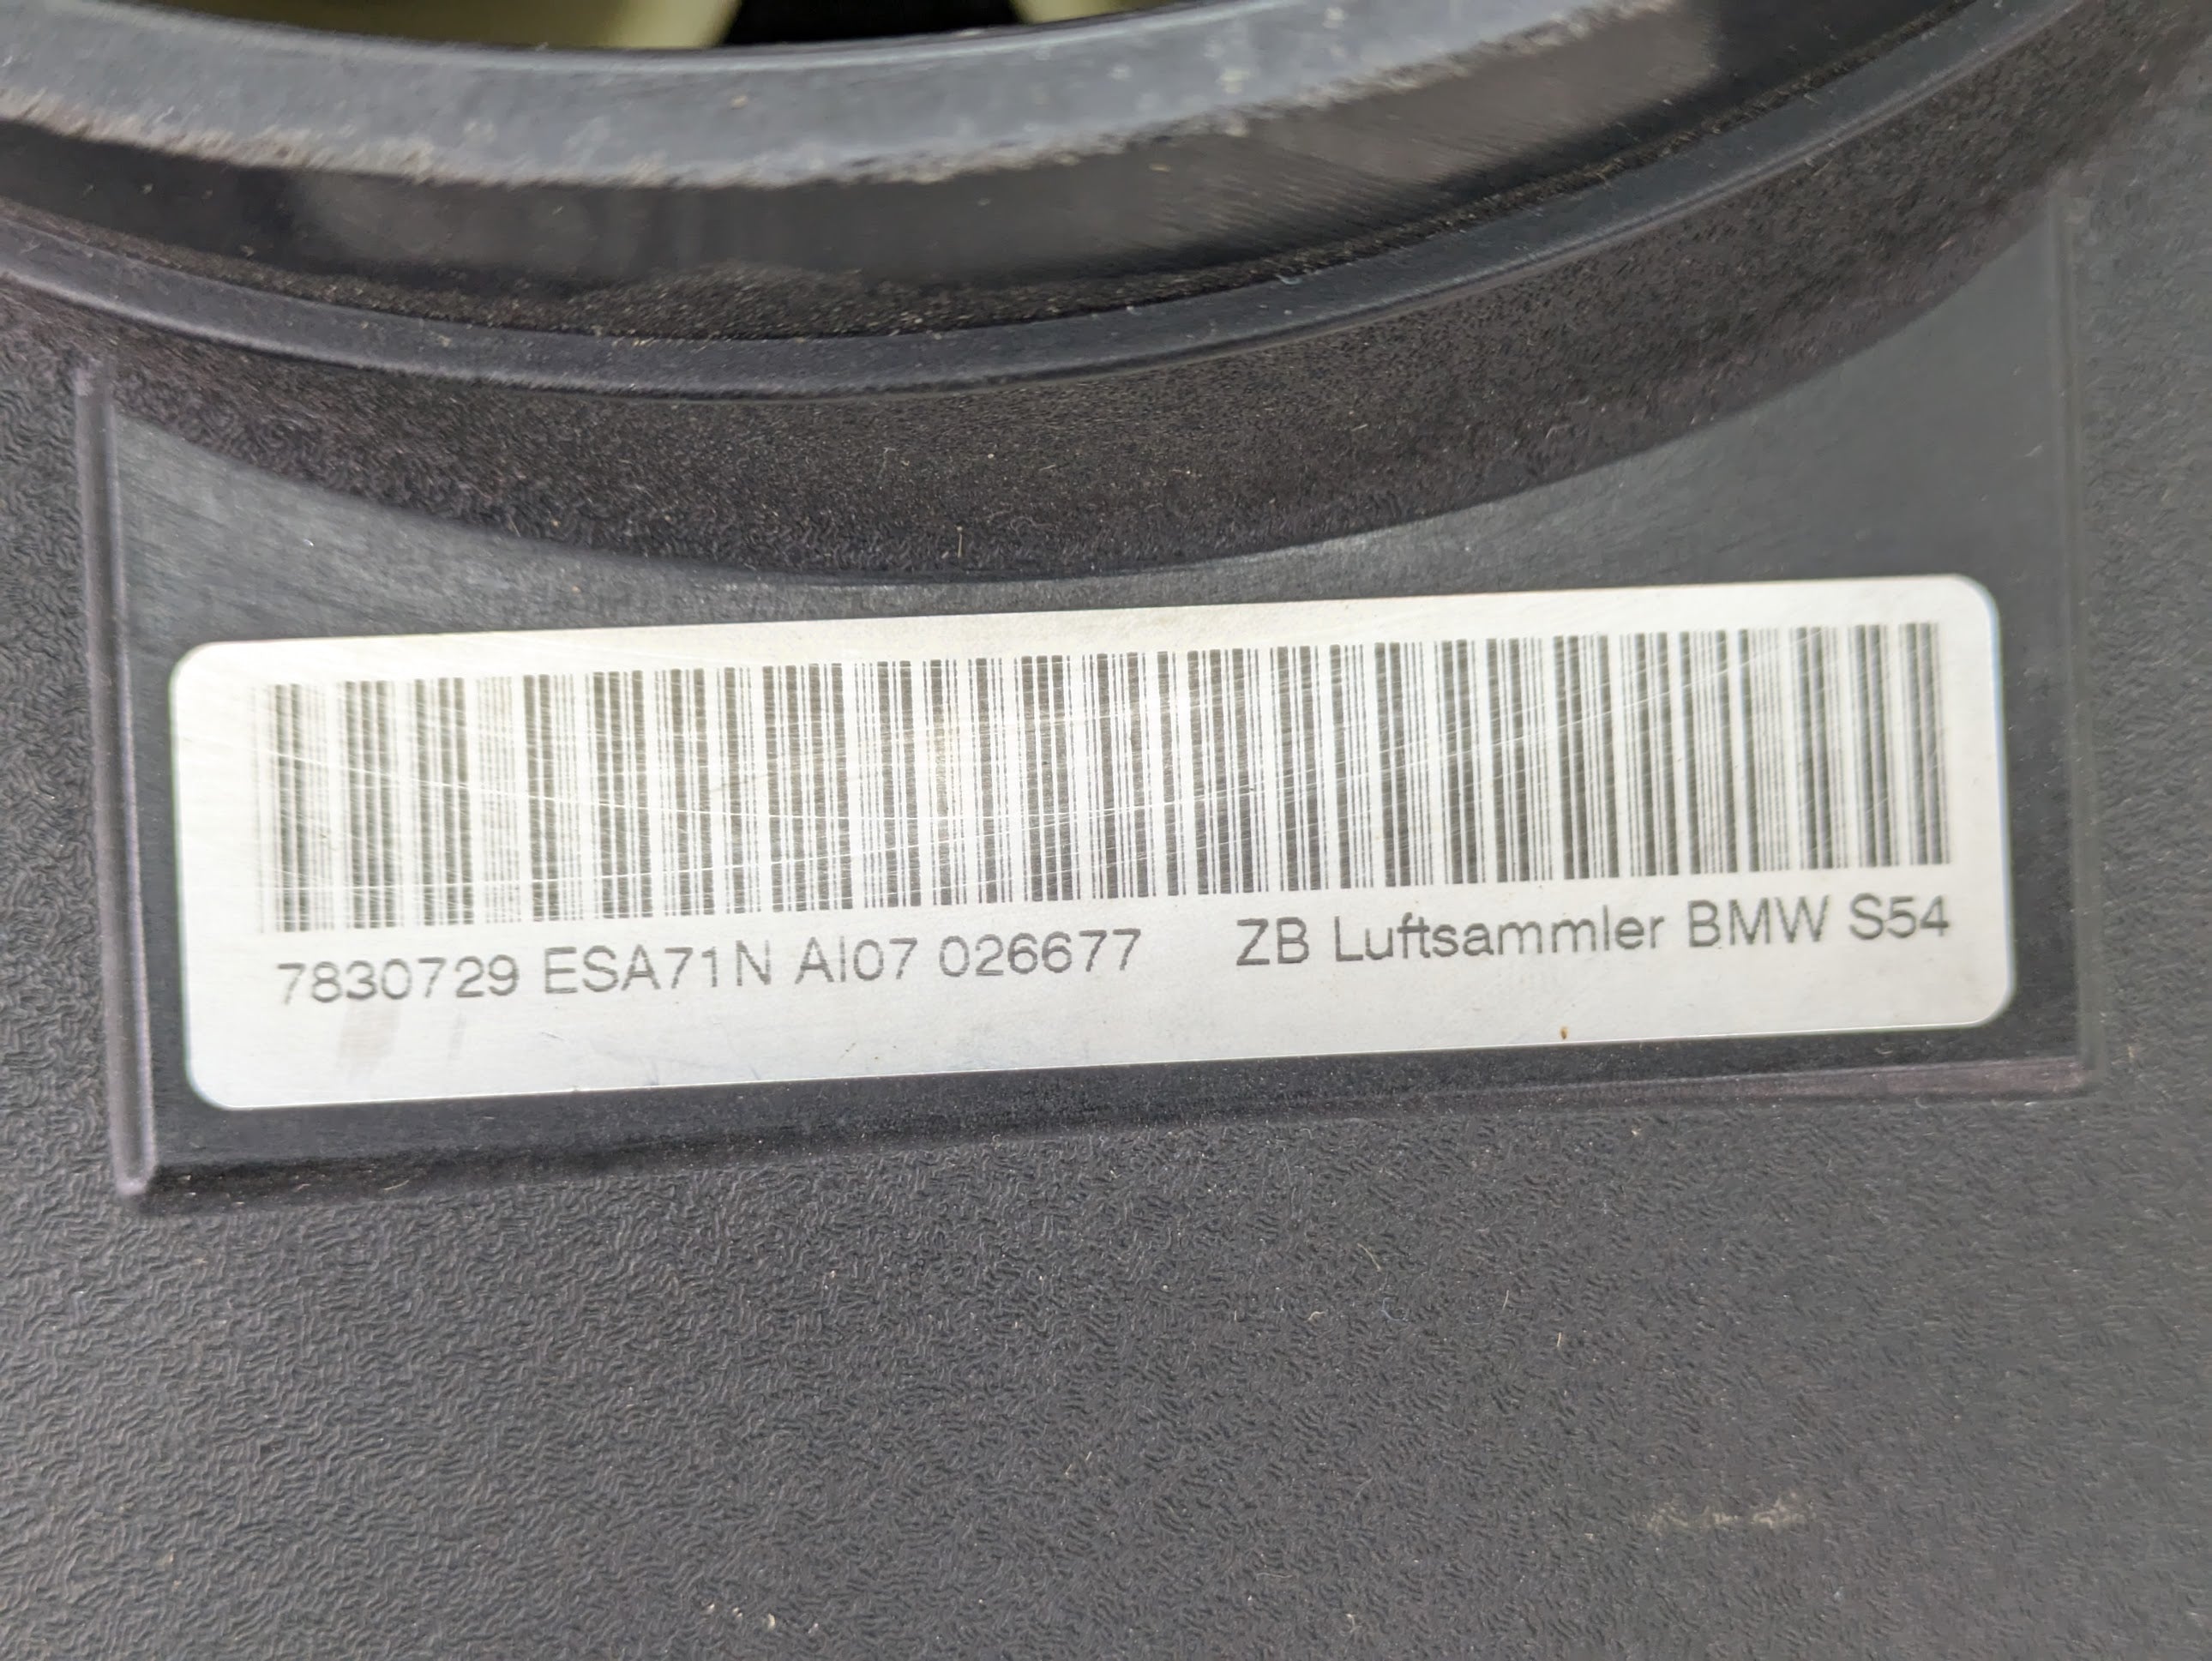 7830729 ESA71N AI07 026677 ZB Luftsammler BMW S54